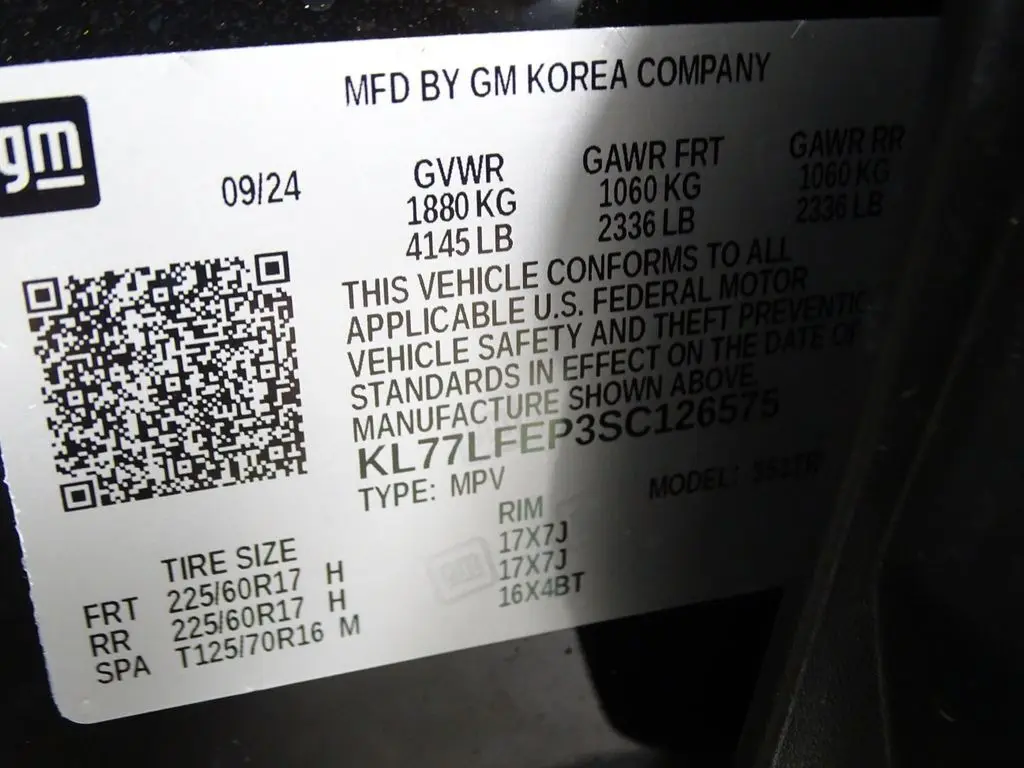 MFD BY GM KOREA COMPANY
gm
09/24
GVWR GAWR FRT GAWR RR
1880 KG 1060 KG 1060 KG
4145 LB 2336 LB 2336 LB
THIS VEHICLE CONFORMS TO ALL
APPLICABLE U.S. FEDERAL MOTOR
VEHICLE SAFETY AND THEFT PREVENTIC
STANDARDS IN EFFECT ON THE DATE OF
MANUFACTURE SHOWN ABOVE.
KL77LFEP3SC126575
TYPE: MPV MODEL:
TIRE SIZE RIM
FRT 225/60R17 H 17X7J
RR 225/60R17 H 17X7J
SPA T125/70R16 M 16X4BT